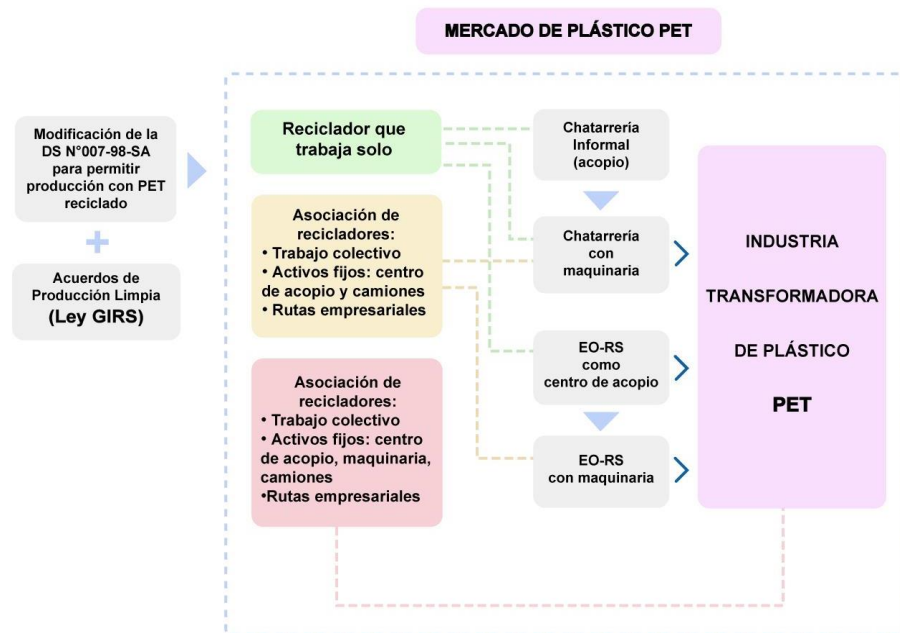 MERCADO DE PLÁSTICO PET
Modificación de la
DS N°007-98-SA
para permitir
producción con PET
reciclado
Acuerdos de
Producción Limpia
(Ley GIRS)
Reciclador que
trabaja solo
Asociación de
recicladores:
• Trabajo colectivo
• Activos fijos: centro
de acopio y camiones
• Rutas empresariales
Asociación de
recicladores:
• Trabajo colectivo
• Activos fijos: centro
de acopio, maquinaria,
camiones
•Rutas empresariales
Chatarrería
Informal
(acopio)
Chatarrería
con
maquinaria
EO-RS
como
centro de acopio
EO-RS
con maquinaria
INDUSTRIA
TRANSFORMADORA
DE PLÁSTICO
PET